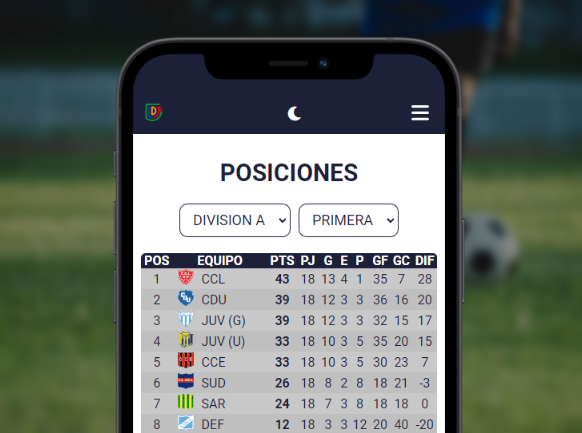 POSICIONES
DIVISION A PRIMERA
POS EQUIPO PTS PJ G E P GF GC DIF
1 CCL 43 18 13 4 1 35 7 28
2 CDU 39 18 12 3 3 36 16 20
3 JUV (G) 39 18 12 3 3 32 15 17
4 JUV (U) 33 18 10 3 5 35 20 15
5 CCE 33 18 10 3 5 30 23 7
6 SUD 26 18 8 2 8 18 21 -3
7 SAR 24 18 7 3 8 18 18 0
8 DEF 12 18 3 3 12 20 40 -20